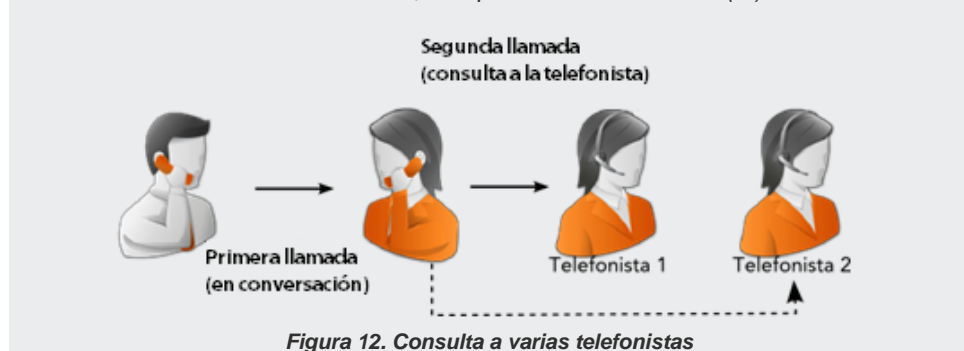 Segunda llamada
(consulta a la telefonista)
Primera llamada
(en conversación)
Telefonista 1
Telefonista 2
Figura 12. Consulta a varias telefonistas